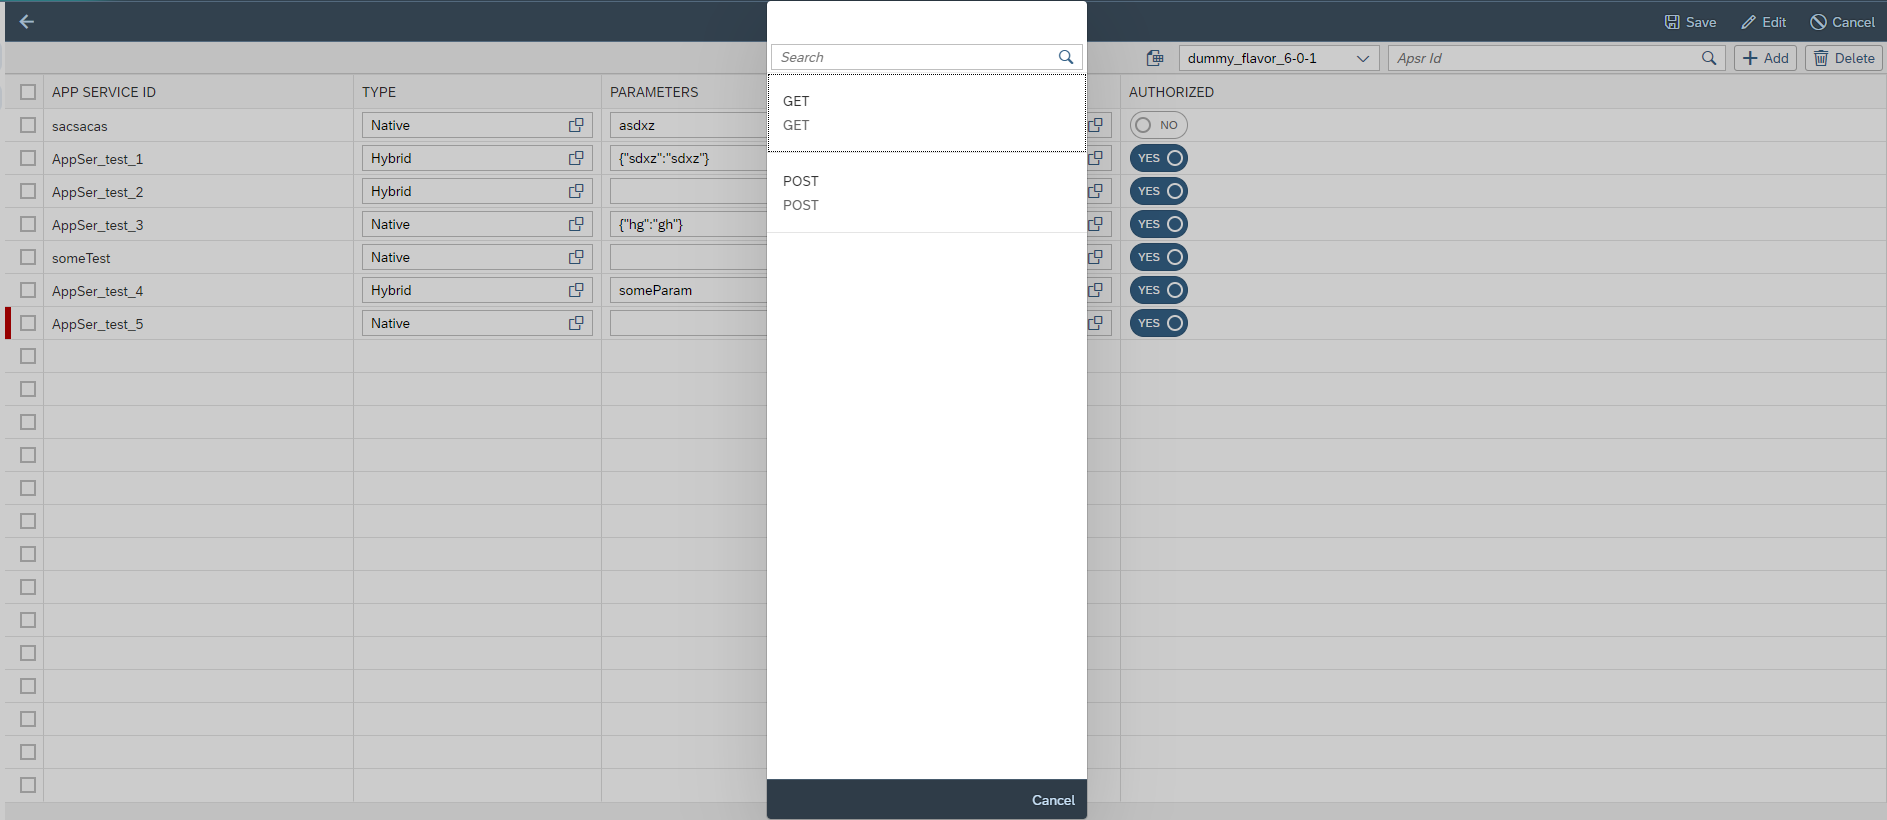 Save Edit Cancel
dummy_flavor_6-0-1 Apsr Id Add Delete
APP SERVICE ID TYPE PARAMETERS AUTHORIZED
sacsacas Native asdxz NO
AppSer_test_1 Hybrid {"sdxz":"sdxz"} YES
AppSer_test_2 Hybrid YES
AppSer_test_3 Native {"hg":"gh"} YES
someTest Native YES
AppSer_test_4 Hybrid someParam YES
AppSer_test_5 Native YES
Search
GET
GET
POST
POST
Cancel